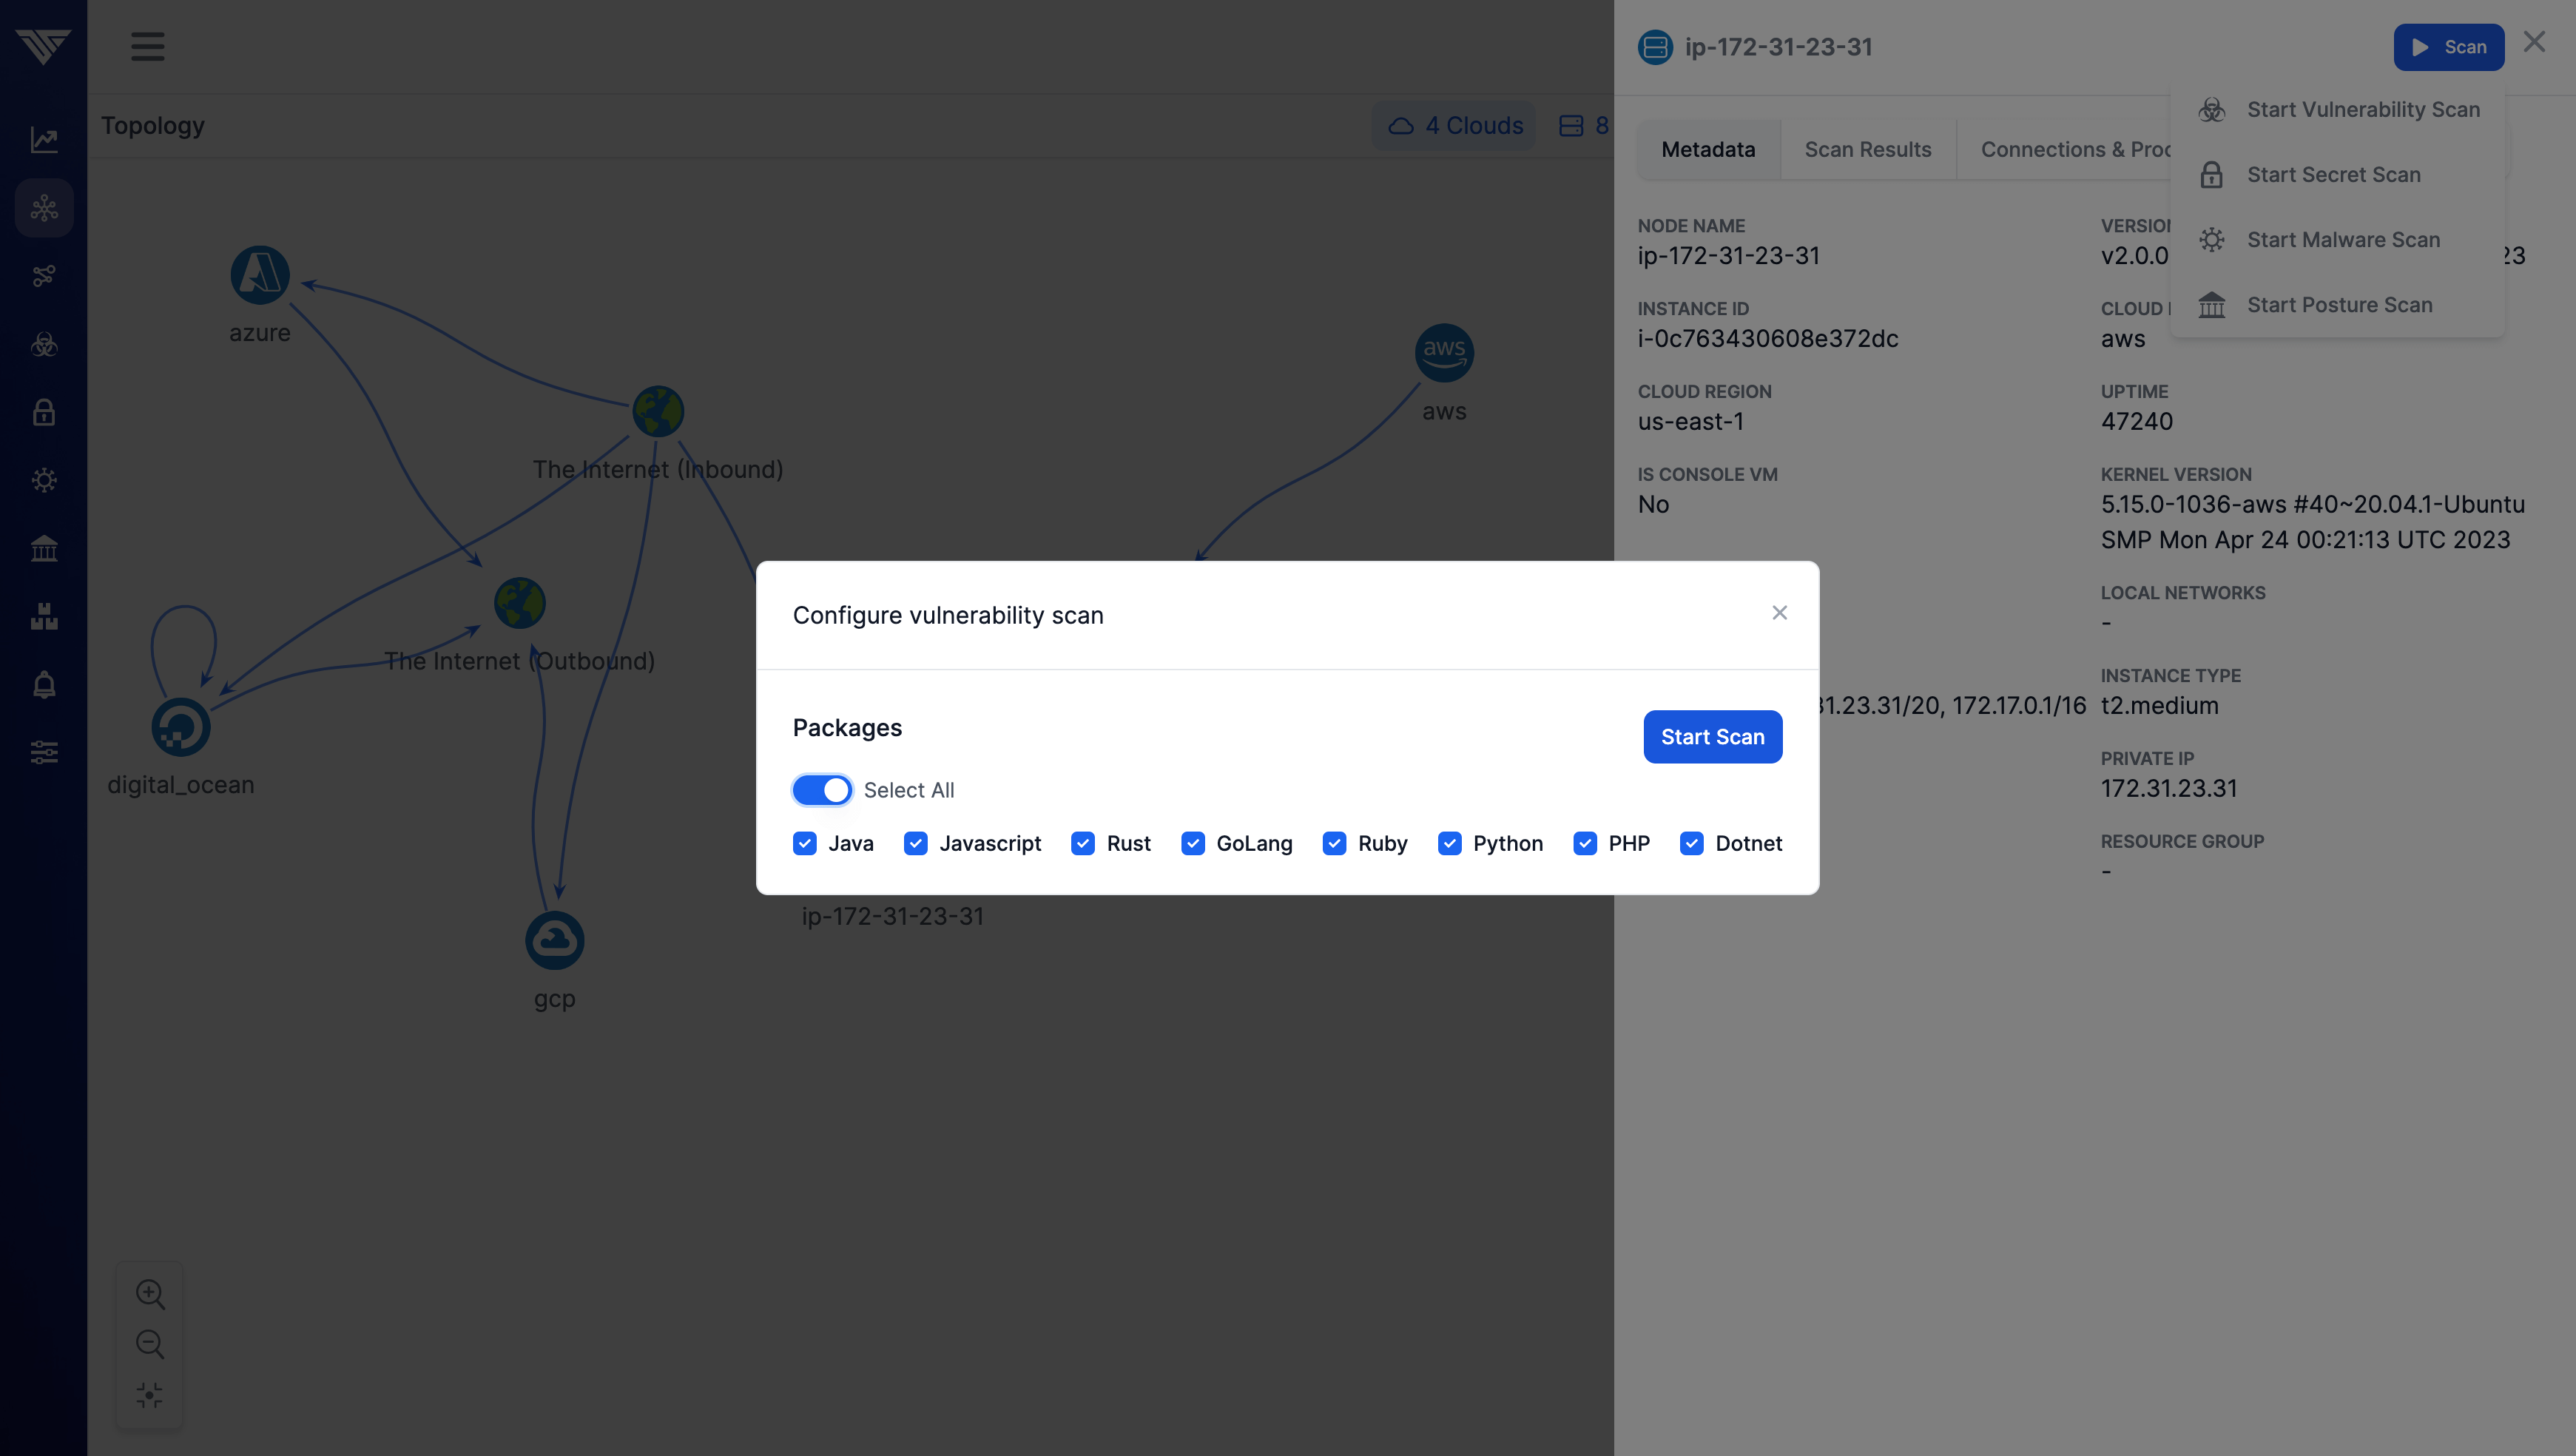 ip-172-31-23-31
Scan
Topology
4 Clouds
8
Metadata
Scan Results
Connections & Proc
Start Vulnerability Scan
Start Secret Scan
Start Malware Scan
Start Posture Scan
NODE NAME
ip-172-31-23-31
VERSION
v2.0.0
23
INSTANCE ID
i-0c763430608e372dc
CLOUD
aws
CLOUD REGION
us-east-1
UPTIME
47240
IS CONSOLE VM
No
KERNEL VERSION
5.15.0-1036-aws #40~20.04.1-Ubuntu
SMP Mon Apr 24 00:21:13 UTC 2023
LOCAL NETWORKS
-
INSTANCE TYPE
31.23.31/20, 172.17.0.1/16
t2.medium
PRIVATE IP
172.31.23.31
RESOURCE GROUP
-
azure
aws
aws
The Internet (Inbound)
The Internet (Outbound)
digital_ocean
gcp
ip-172-31-23-31
Configure vulnerability scan
Packages
Start Scan
Select All
Java
Javascript
Rust
GoLang
Ruby
Python
PHP
Dotnet